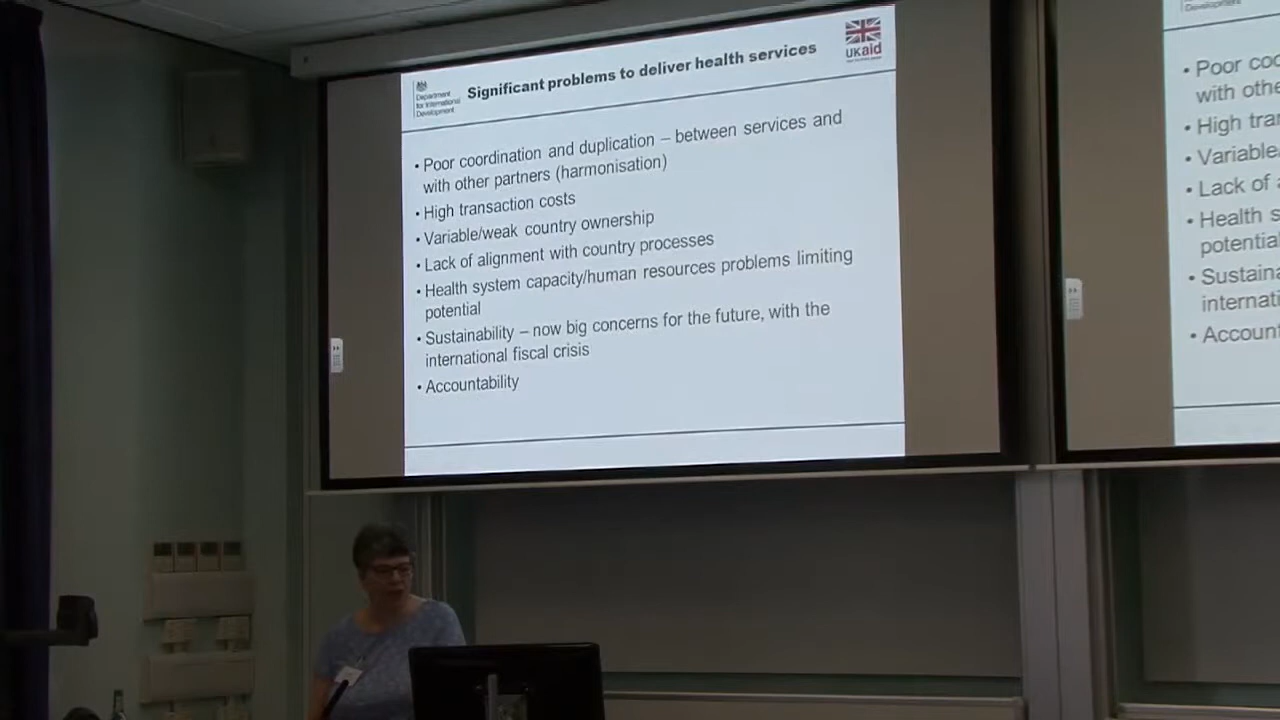 Department
for International
Development
Significant problems to deliver health services
UKaid
• Poor coordination and duplication – between services and
with other partners (harmonisation)
• High transaction costs
• Variable/weak country ownership
• Lack of alignment with country processes
• Health system capacity/human resources problems limiting
potential
• Sustainability – now big concerns for the future, with the
international fiscal crisis
• Accountability
Development
• Poor coo
with othe
• High tra
• Variable/
• Lack of
• Health s
potential
• Sustaina
internati
• Accoun